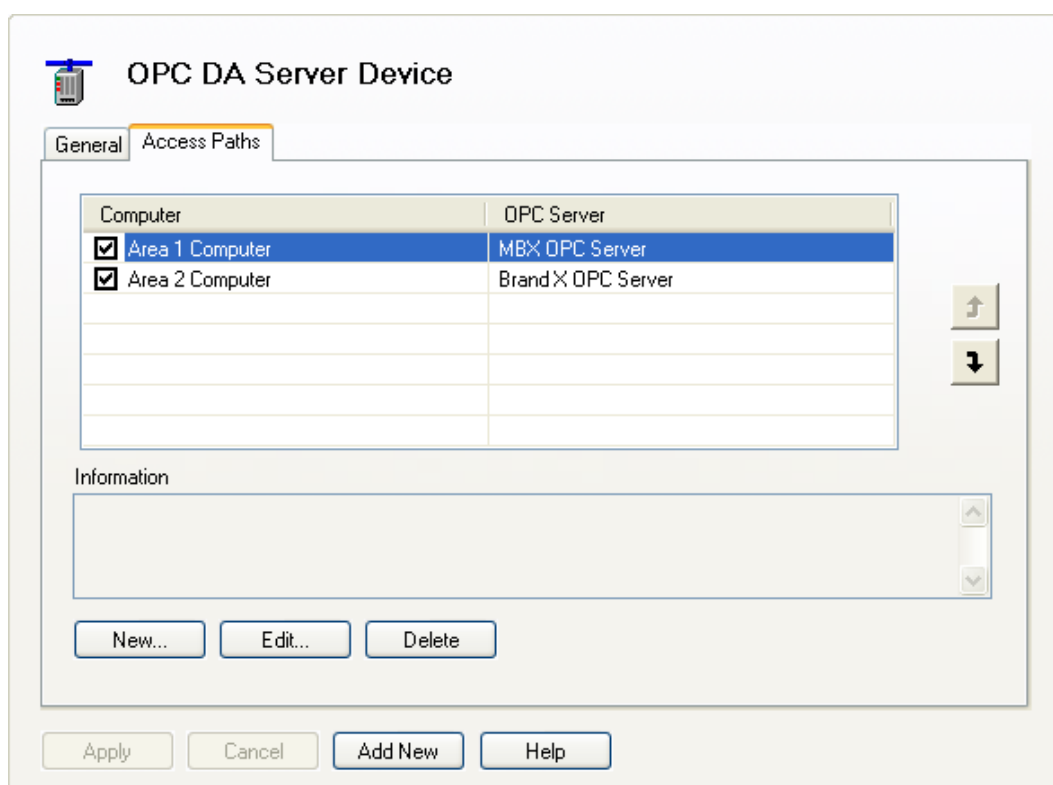 OPC DA Server Device
General Access Paths
Computer OPC Server
Area 1 Computer MBX OPC Server
Area 2 Computer Brand X OPC Server
Information
New... Edit... Delete
Apply Cancel Add New Help